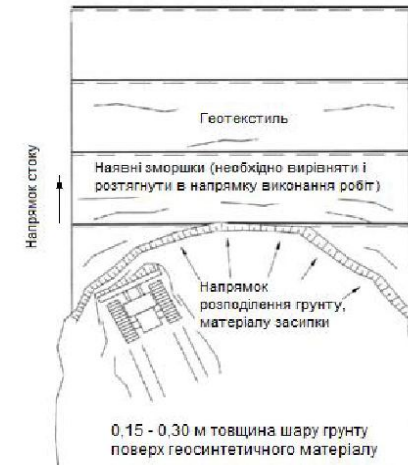 Геотекстиль
Наявні зморшки (необхідно вирівняти і
розтягнути в напрямку виконання робіт)
Напрямок стоку
Напрямок
розподілення грунту,
матеріалу засипки
0,15 - 0,30 м товщина шару грунту
поверх геосинтетичного матеріалу